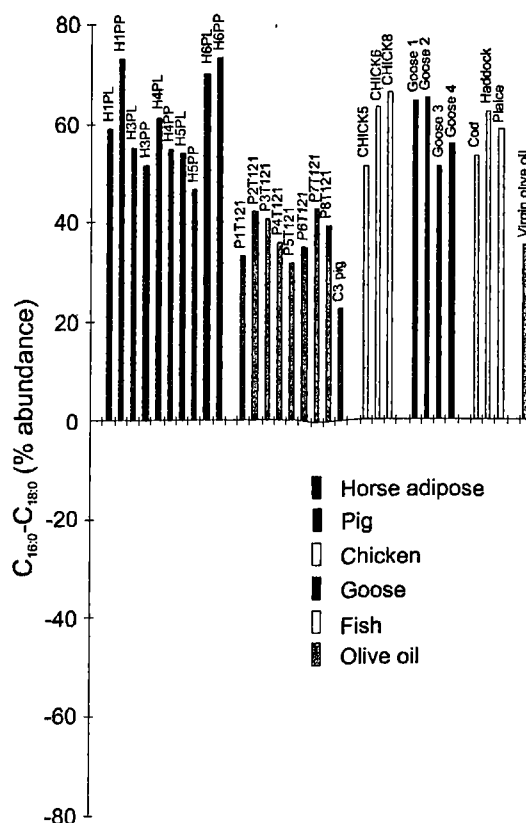 C16:0-C18:0 (% abundance)
80
60
40
20
0
-20
-40
-60
-80
H1PL
H1PP
H3PL
H3PP
H4PL
H4PP
H5PL
H5PP
H6PL
H6PP
P1T121
P2T121
P3T121
P4T121
P5T121
P6T121
P7T121
P8T121
C3 pig
CHICK5
CHICK6
CHICK8
Goose 1
Goose 2
Goose 3
Goose 4
Cod
Haddock
Plaice
Virgin olive oil
Horse adipose
Pig
Chicken
Goose
Fish
Olive oil